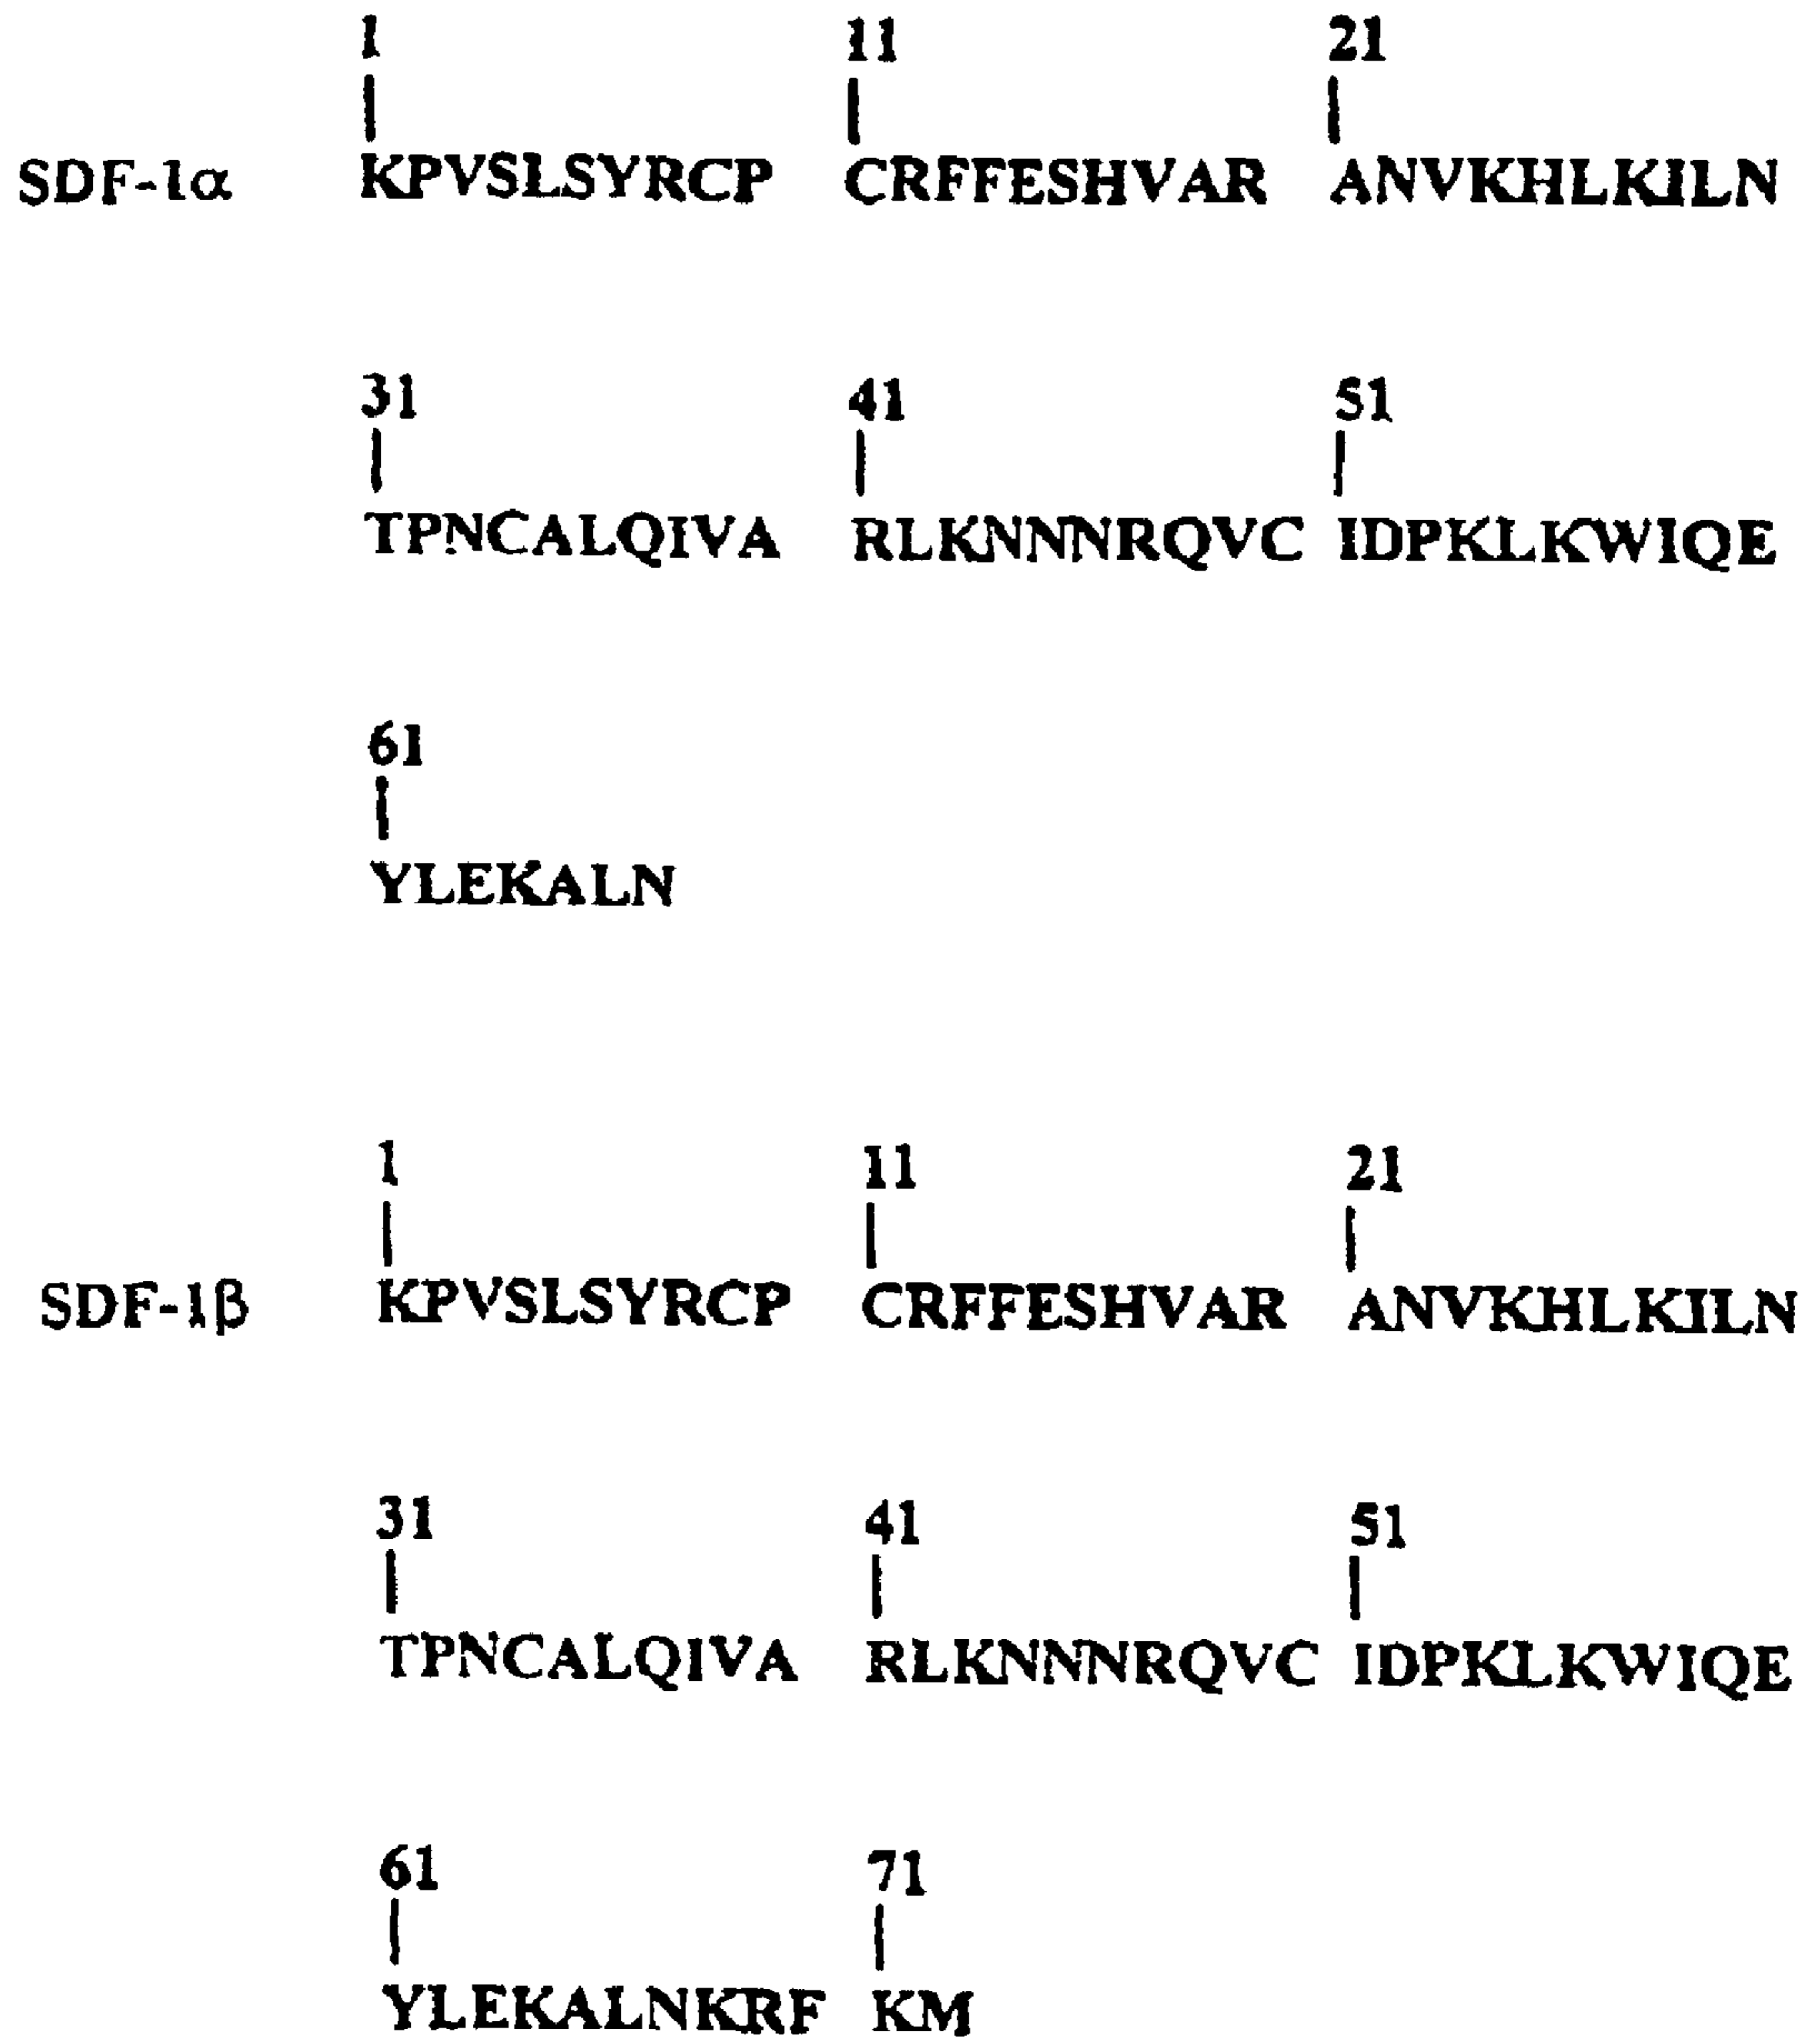 1 11 21
SDF-1α KPVSLSYRCP CRFFESHVAR ANVKHLKILN
31 41 51
TPNCALQIVA RLKNNNRQVC IDPKLKWIQE
61
YLEKALN
1 11 21
SDF-1β KPVSLSYRCP CRFFESHVAR ANVKHLKILN
31 41 51
TPNCALQIVA RLKNNNRQVC IDPKLKWIQE
61 71
YLEKALNKRF KM